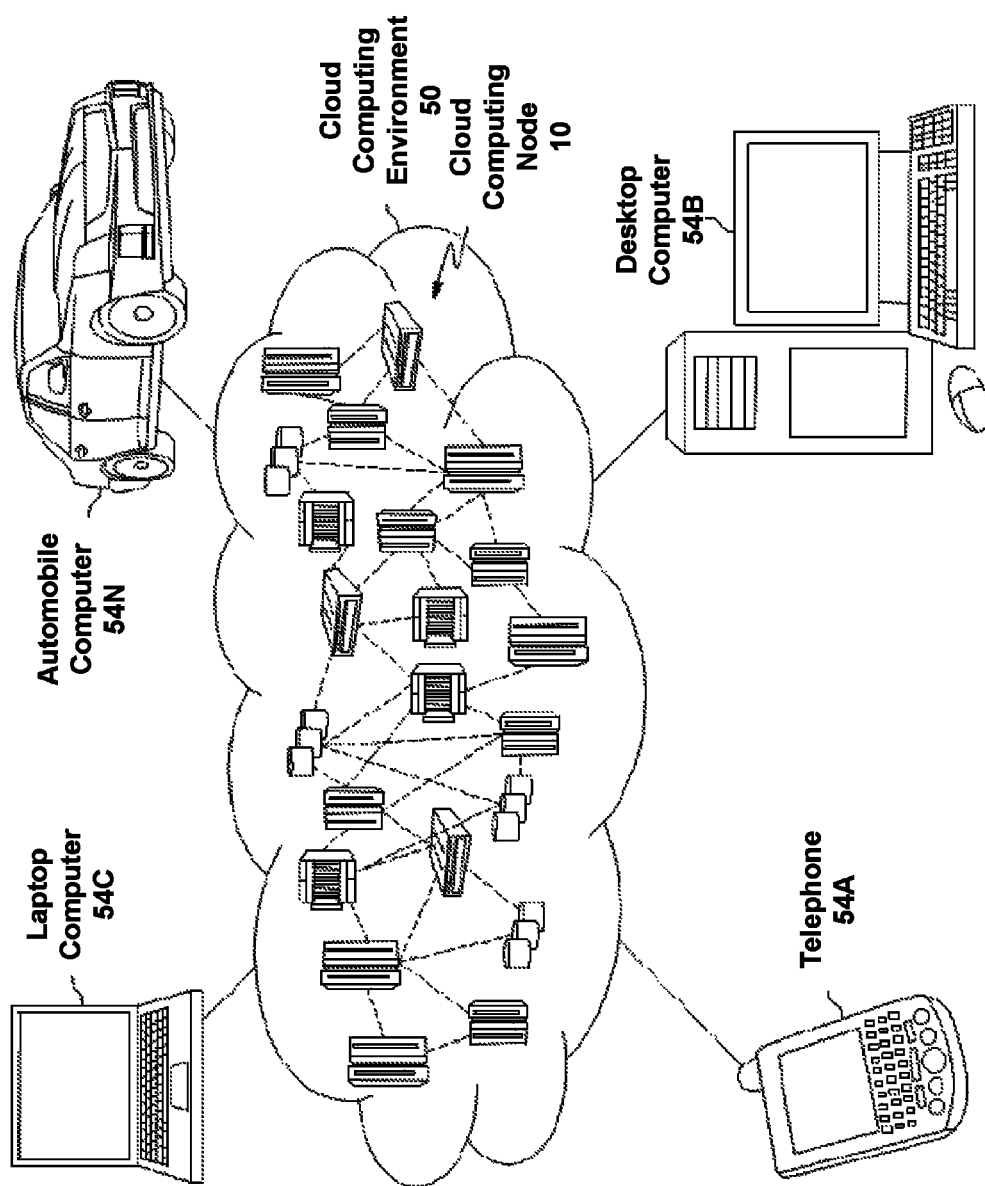 Laptop
Computer
54C
Automobile
Computer
54N
Cloud
Computing
Environment
50
Cloud
Computing
Node
10
Telephone
54A
Desktop
Computer
54B